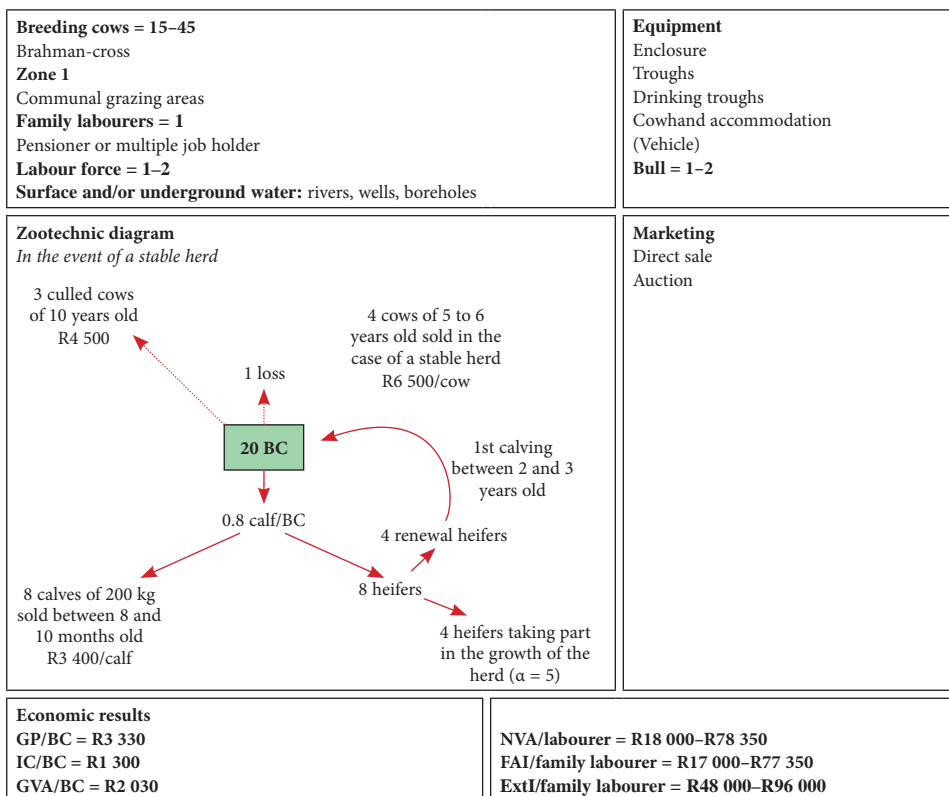 Breeding cows = 15–45
Brahman-cross
Zone 1
Communal grazing areas
Family labourers = 1
Pensioner or multiple job holder
Labour force = 1–2
Surface and/or underground water: rivers, wells, boreholes
Equipment
Enclosure
Troughs
Drinking troughs
Cowhand accommodation
(Vehicle)
Bull = 1–2
Zootechnic diagram
In the event of a stable herd
3 culled cows
of 10 years old
R4 500
1 loss
4 cows of 5 to 6
years old sold in the
case of a stable herd
R6 500/cow
20 BC
1st calving
between 2 and 3
years old
0.8 calf/BC
4 renewal heifers
8 heifers
8 calves of 200 kg
sold between 8 and
10 months old
R3 400/calf
4 heifers taking part
in the growth of the
herd (α = 5)
Marketing
Direct sale
Auction
Economic results
GP/BC = R3 330
IC/BC = R1 300
GVA/BC = R2 030
NVA/labourer = R18 000–R78 350
FAI/family labourer = R17 000–R77 350
ExtI/family labourer = R48 000–R96 000